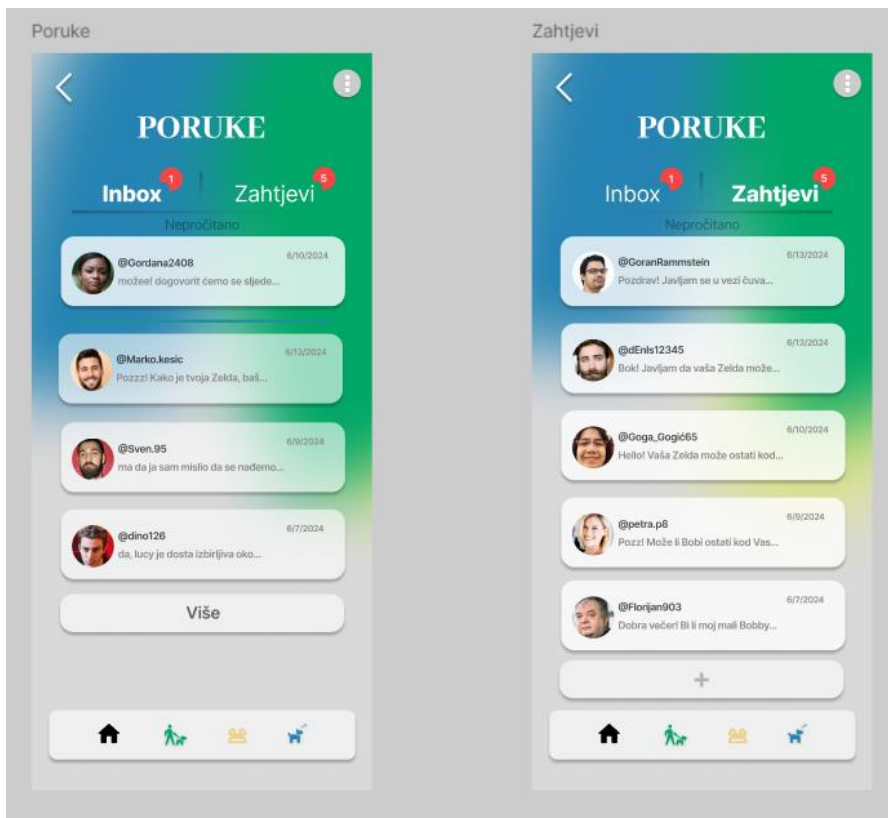 Poruke
PORUKE
Inbox 1 Zahtjevi 5
Nepročitano
@Gordana2408 6/10/2024
možee! dogovorit ćemo se sljede...
@Marko.kesic 6/13/2024
Pozzz! Kako je tvoja Zelda, baš...
@Sven.95 6/9/2024
ma da ja sam mislio da se nađemo...
@dino126 6/7/2024
da, lucy je dosta izbirljiva oko...
Više
Zahtjevi
PORUKE
Inbox 1 Zahtjevi 5
Nepročitano
@GoranRammstein 6/13/2024
Pozdrav! Javljam se u vezi čuva...
@dEnIs12345 6/13/2024
Bok! Javljam da vaša Zelda može...
@Goga_Gogić65 6/10/2024
Hello! Vaša Zelda može ostati kod...
@petra.p8 6/9/2024
Pozz! Može li Bobi ostati kod Vas...
@Florijan903 6/7/2024
Dobra večer! Bi li moj mali Bobby...
+